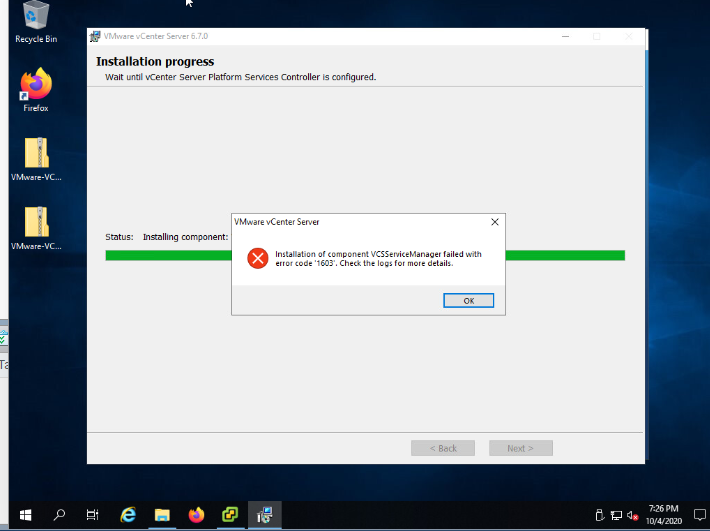 Recycle Bin
VMware vCenter Server 6.7.0
Installation progress
Wait until vCenter Server Platform Services Controller is configured.
Firefox
VMware-VC...
VMware-VC...
VMware vCenter Server
Status: Installing component:
Installation of component VCSServiceManager failed with
error code '1603'. Check the logs for more details.
OK
Ta
< Back
Next >
7:26 PM
10/4/2020